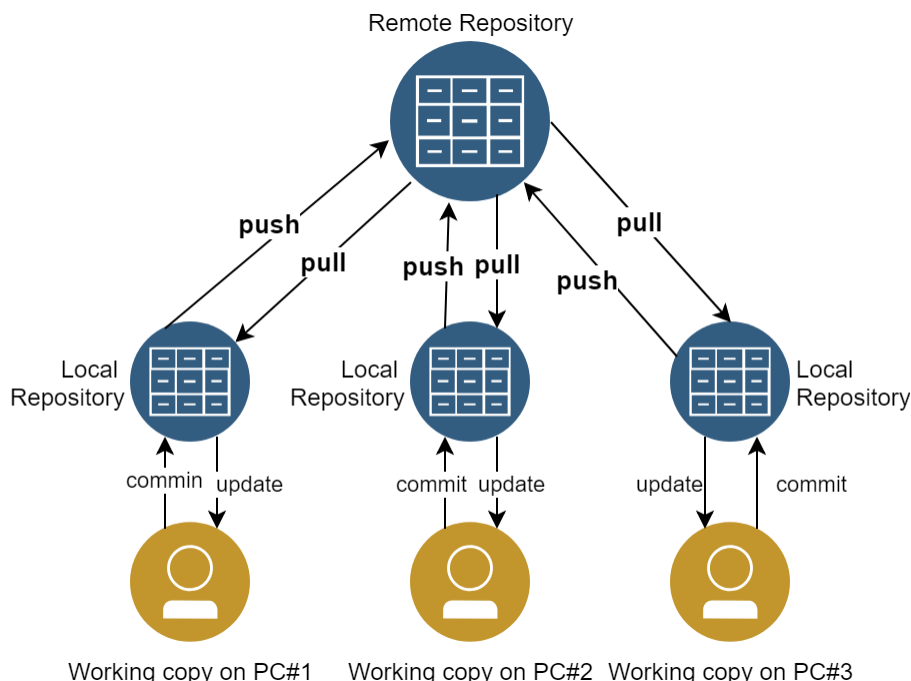 Remote Repository
push
pull
push
pull
push
pull
Local
Repository
Local
Repository
Local
Repository
commin
update
commit
update
update
commit
Working copy on PC#1
Working copy on PC#2
Working copy on PC#3